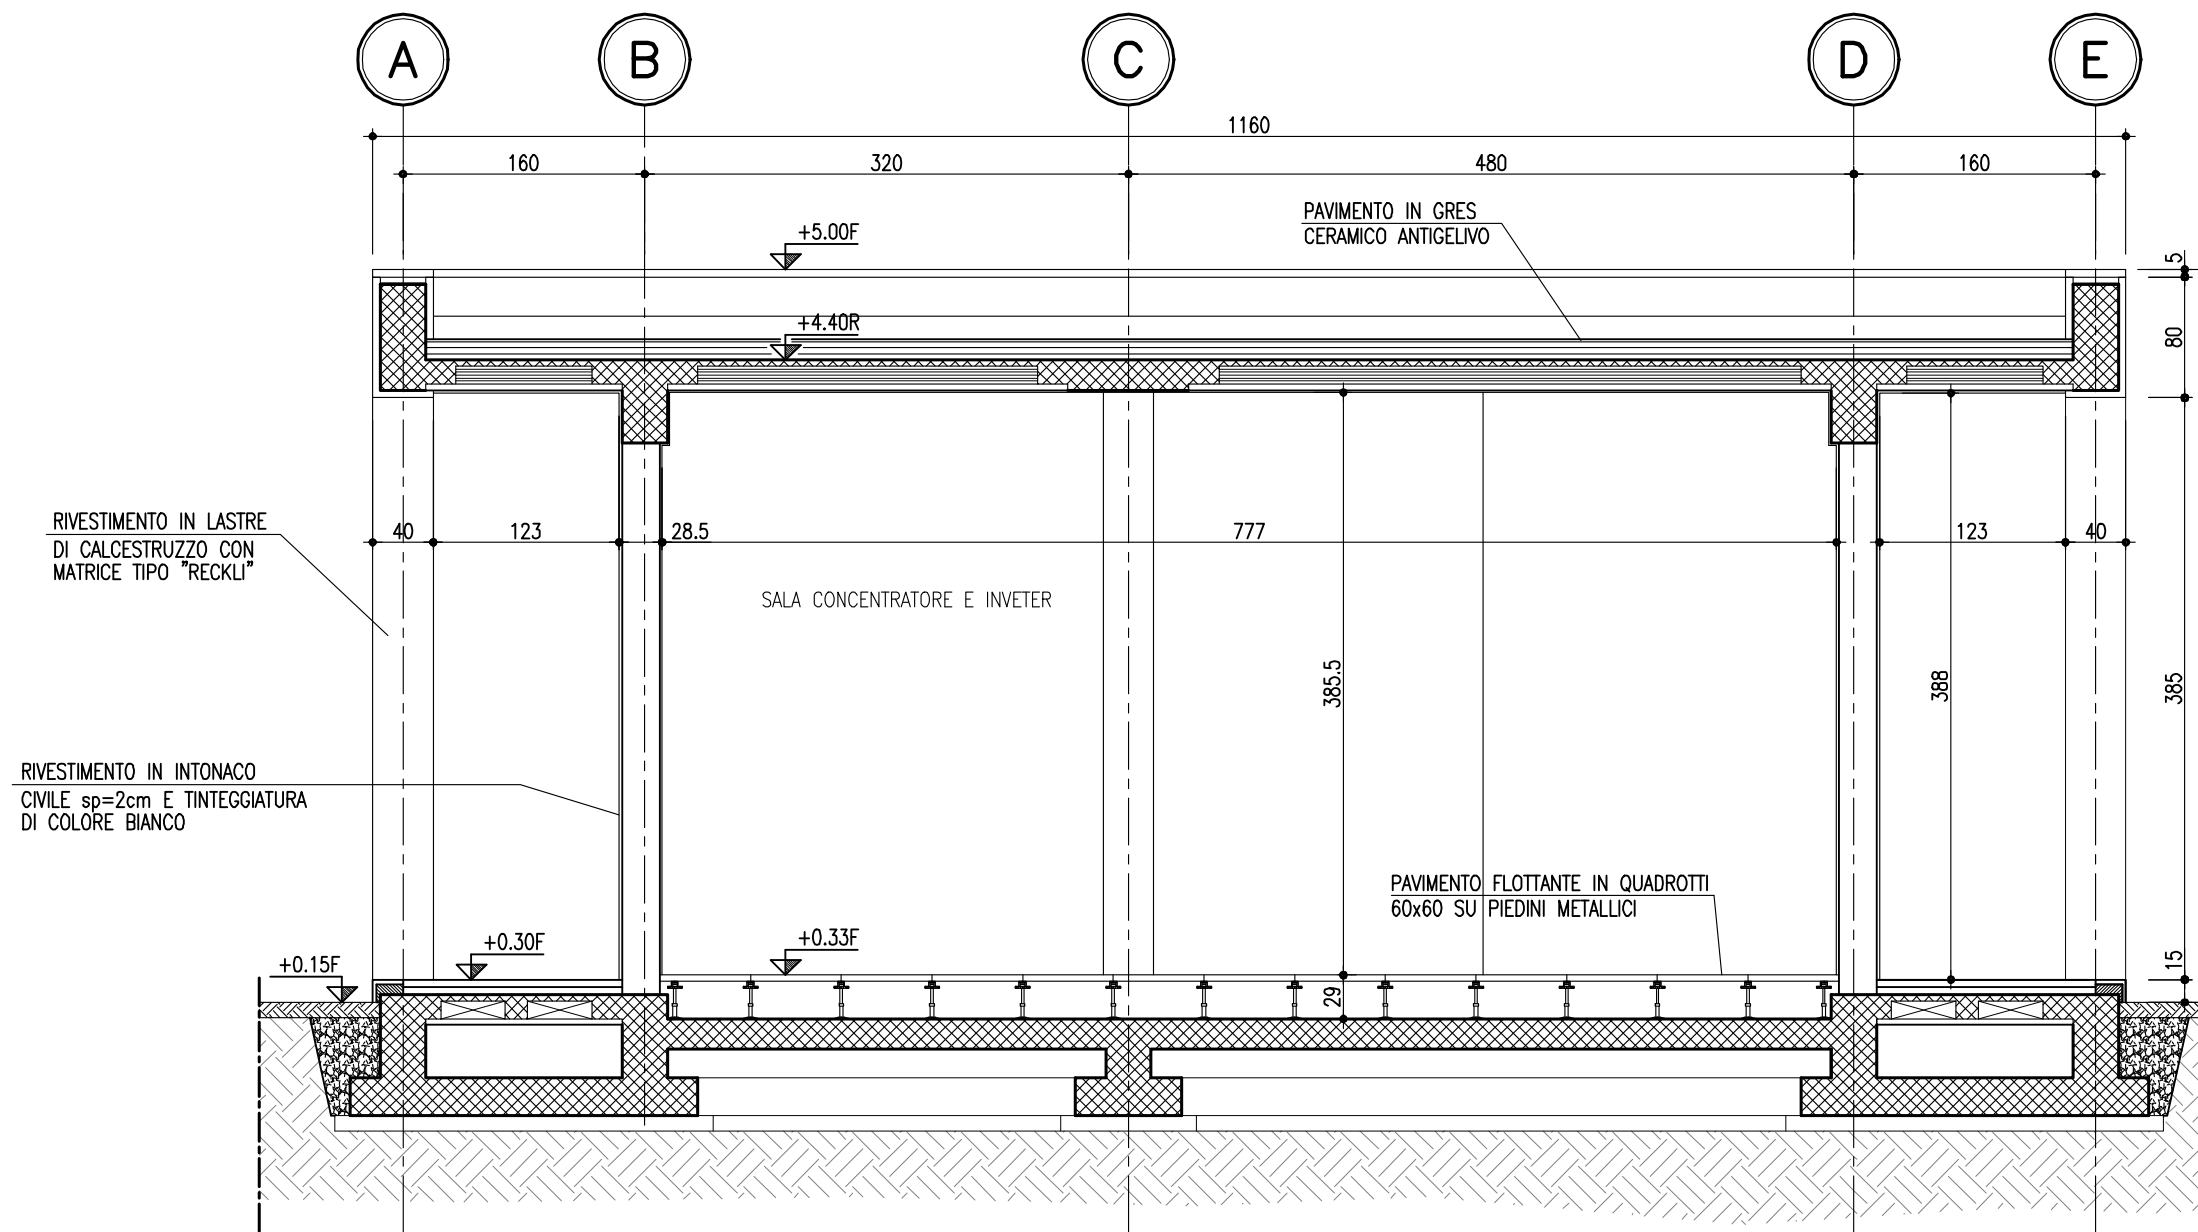 A
B
C
D
E
1160
160
320
480
160
PAVIMENTO IN GRES
CERAMICO ANTIGELIVO
+5.00F
5
+4.40R
80
RIVESTIMENTO IN LASTRE
DI CALCESTRUZZO CON
MATRICE TIPO "RECKLI"
40
123
28.5
777
123
40
SALA CONCENTRATORE E INVETER
385.5
388
385
RIVESTIMENTO IN INTONACO
CIVILE sp=2cm E TINTEGGIATURA
DI COLORE BIANCO
PAVIMENTO FLOTTANTE IN QUADROTTI
60x60 SU PIEDINI METALLICI
+0.15F
+0.30F
+0.33F
29
15